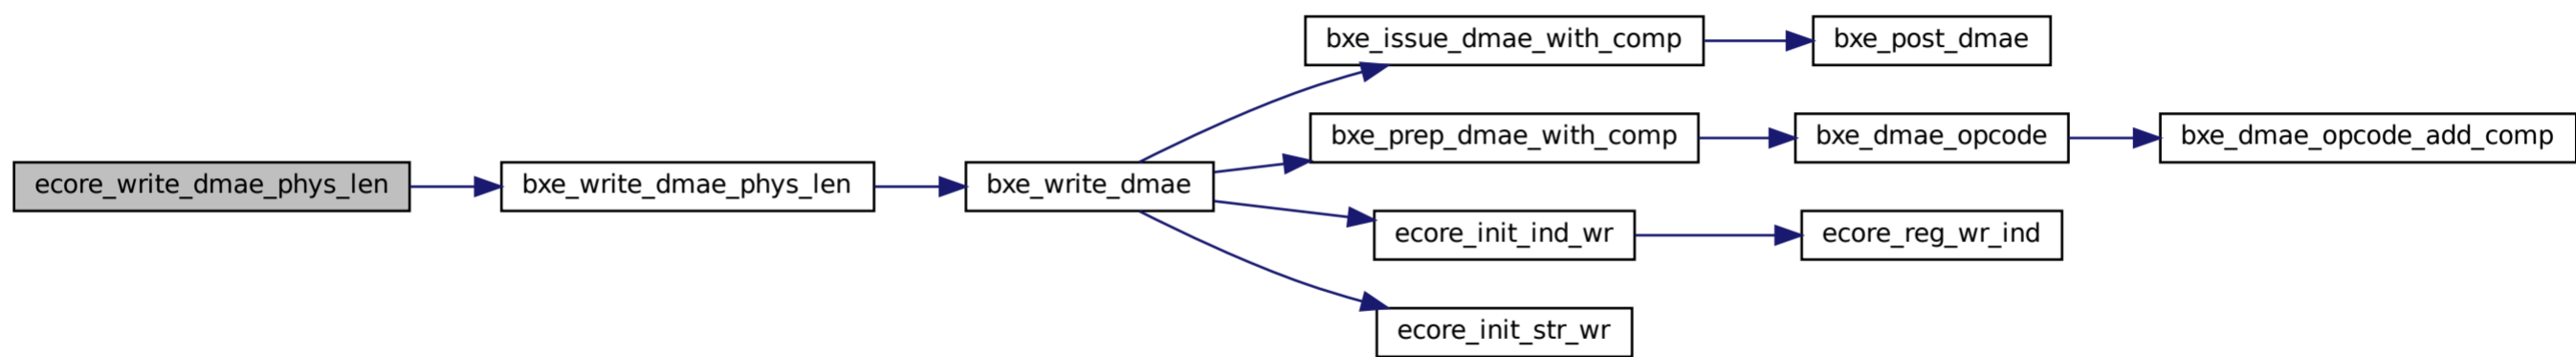 bxe_issue_dmae_with_comp
bxe_post_dmae
bxe_prep_dmae_with_comp
bxe_dmae_opcode
bxe_dmae_opcode_add_comp
ecore_write_dmae_phys_len
bxe_write_dmae_phys_len
bxe_write_dmae
ecore_init_ind_wr
ecore_reg_wr_ind
ecore_init_str_wr